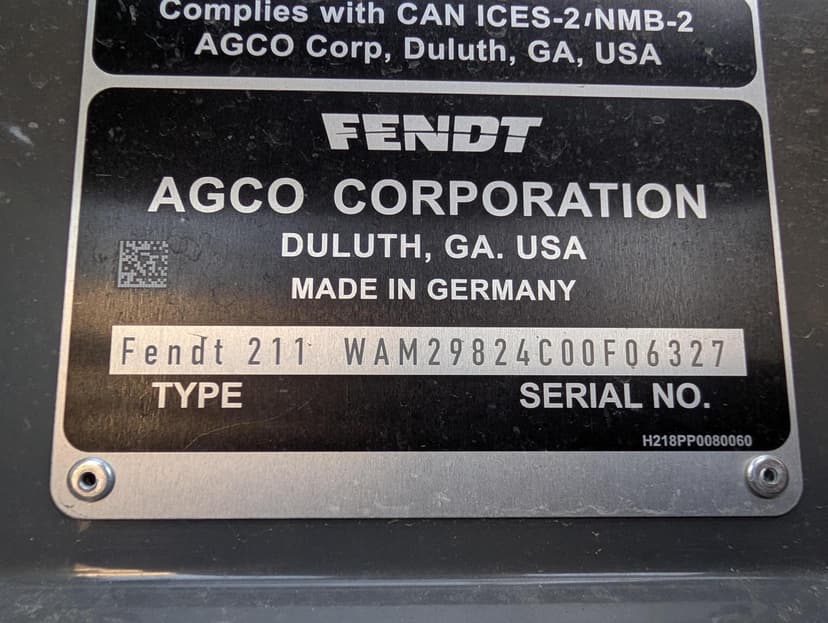 Complies with CAN ICES-2/NMB-2
AGCO Corp, Duluth, GA, USA
FENDT
AGCO CORPORATION
DULUTH, GA. USA
MADE IN GERMANY
Fendt 211 WAM29824C00F06327
TYPE SERIAL NO.
H218PP0080060